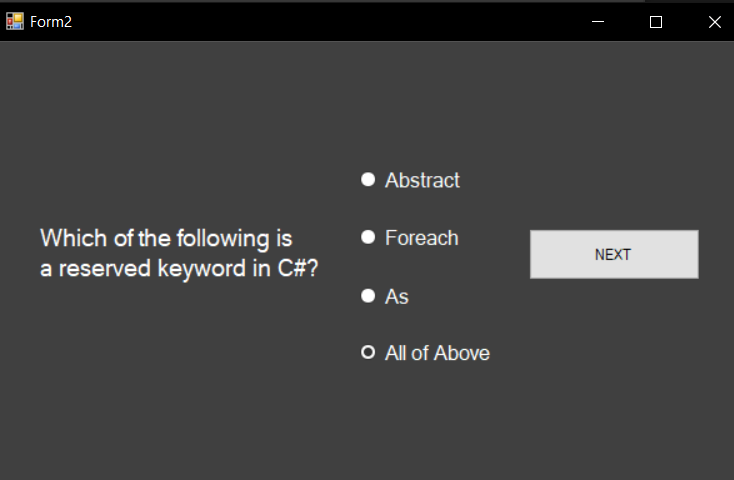 Form2
Which of the following is
a reserved keyword in C#?
Abstract
Foreach
As
All of Above
NEXT